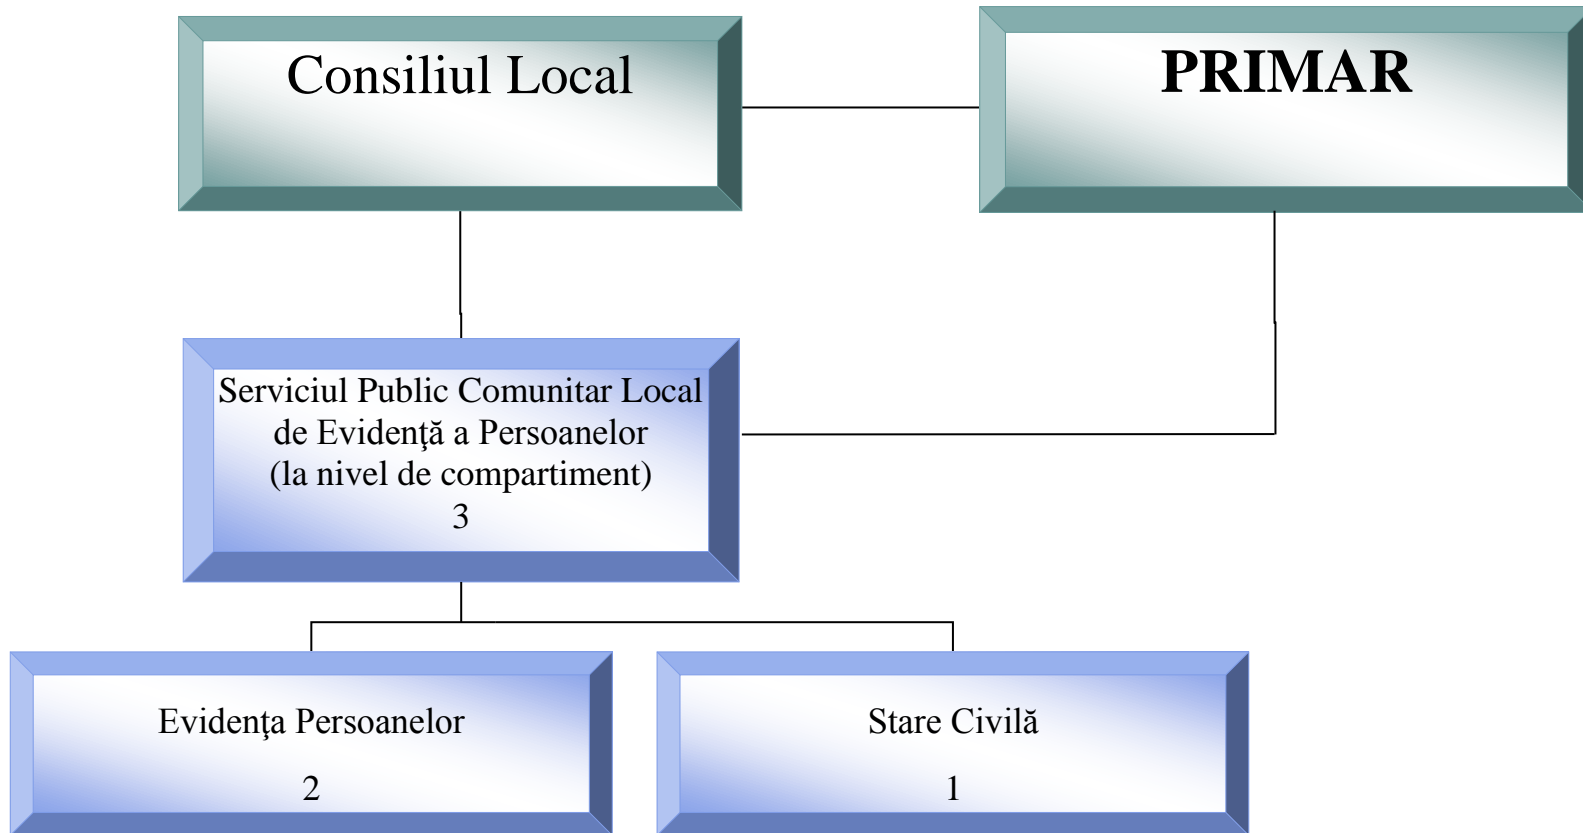 Consiliul Local
PRIMAR
Serviciul Public Comunitar Local
de Evidenţă a Persoanelor
(la nivel de compartiment)
3
Evidenţa Persoanelor
2
Stare Civilă
1